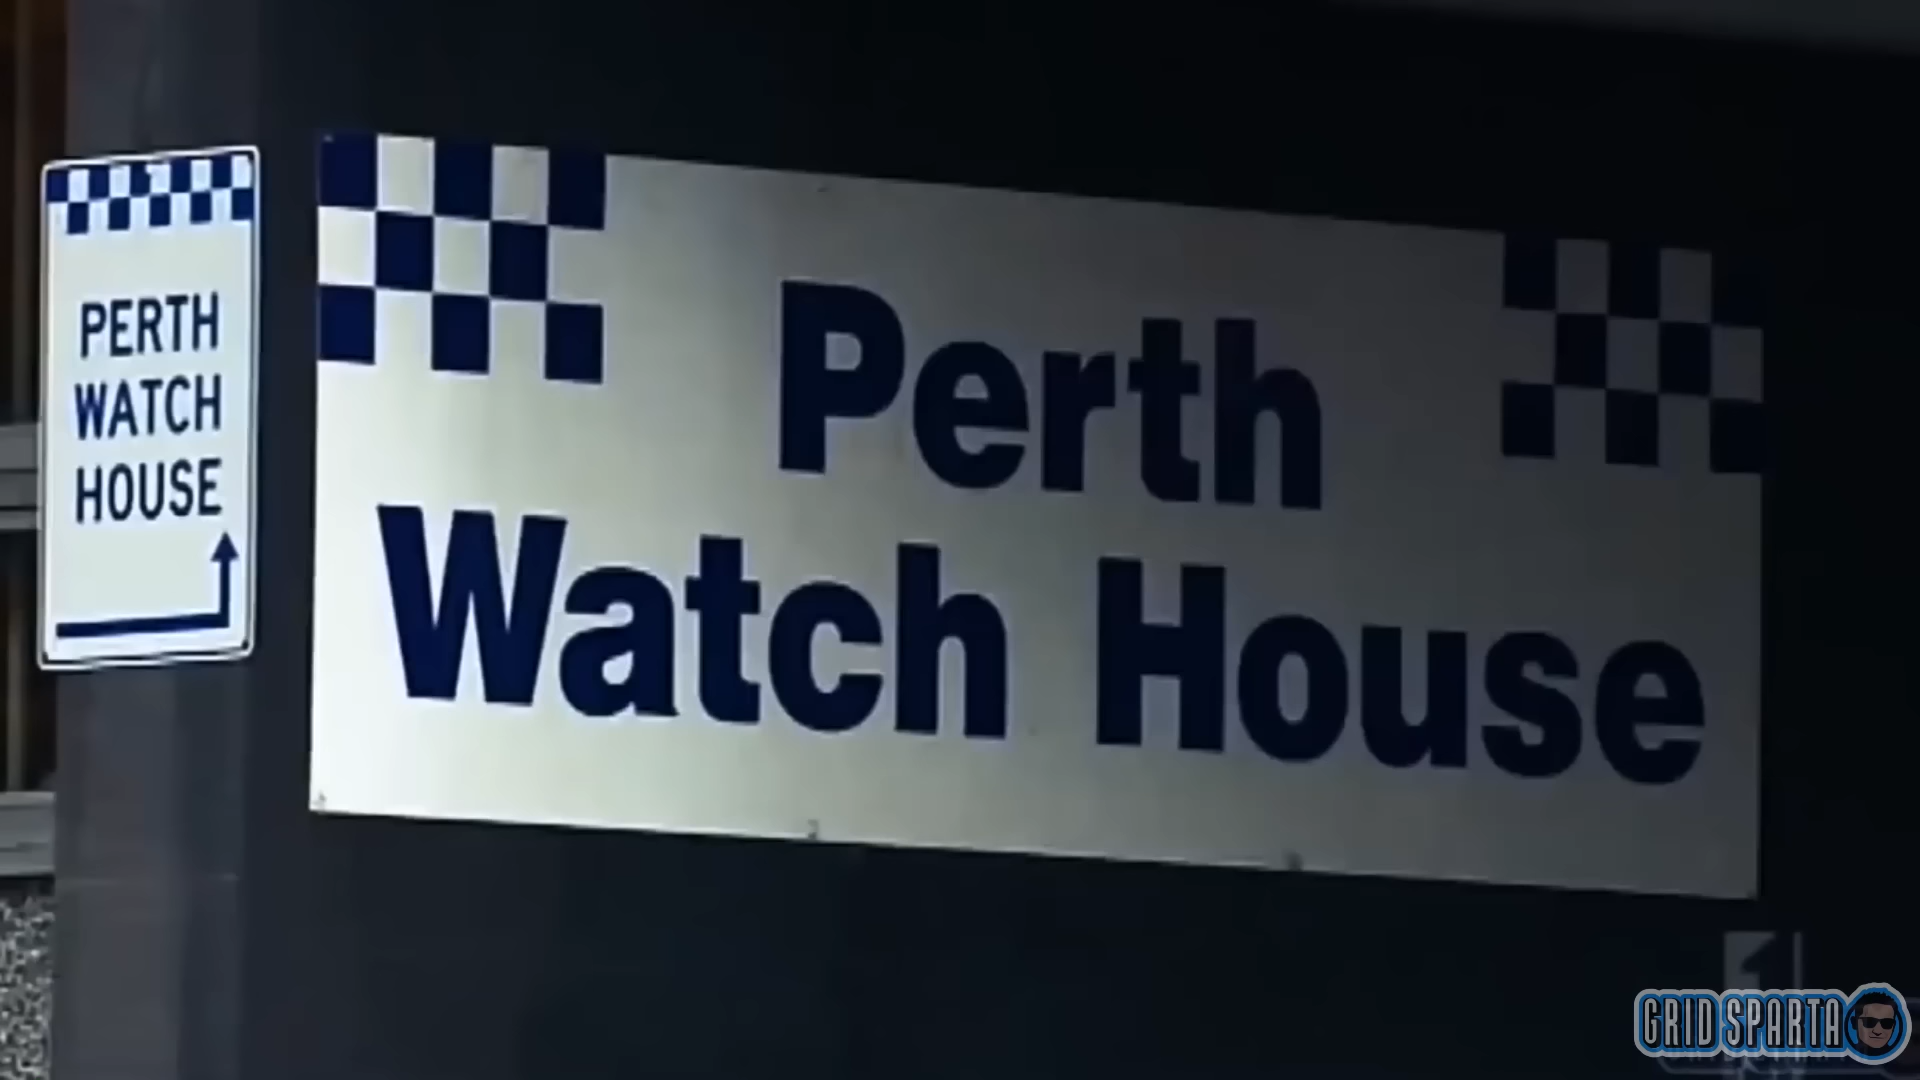 PERTH
WATCH
HOUSE
Perth
Watch House
GRID SPARTA